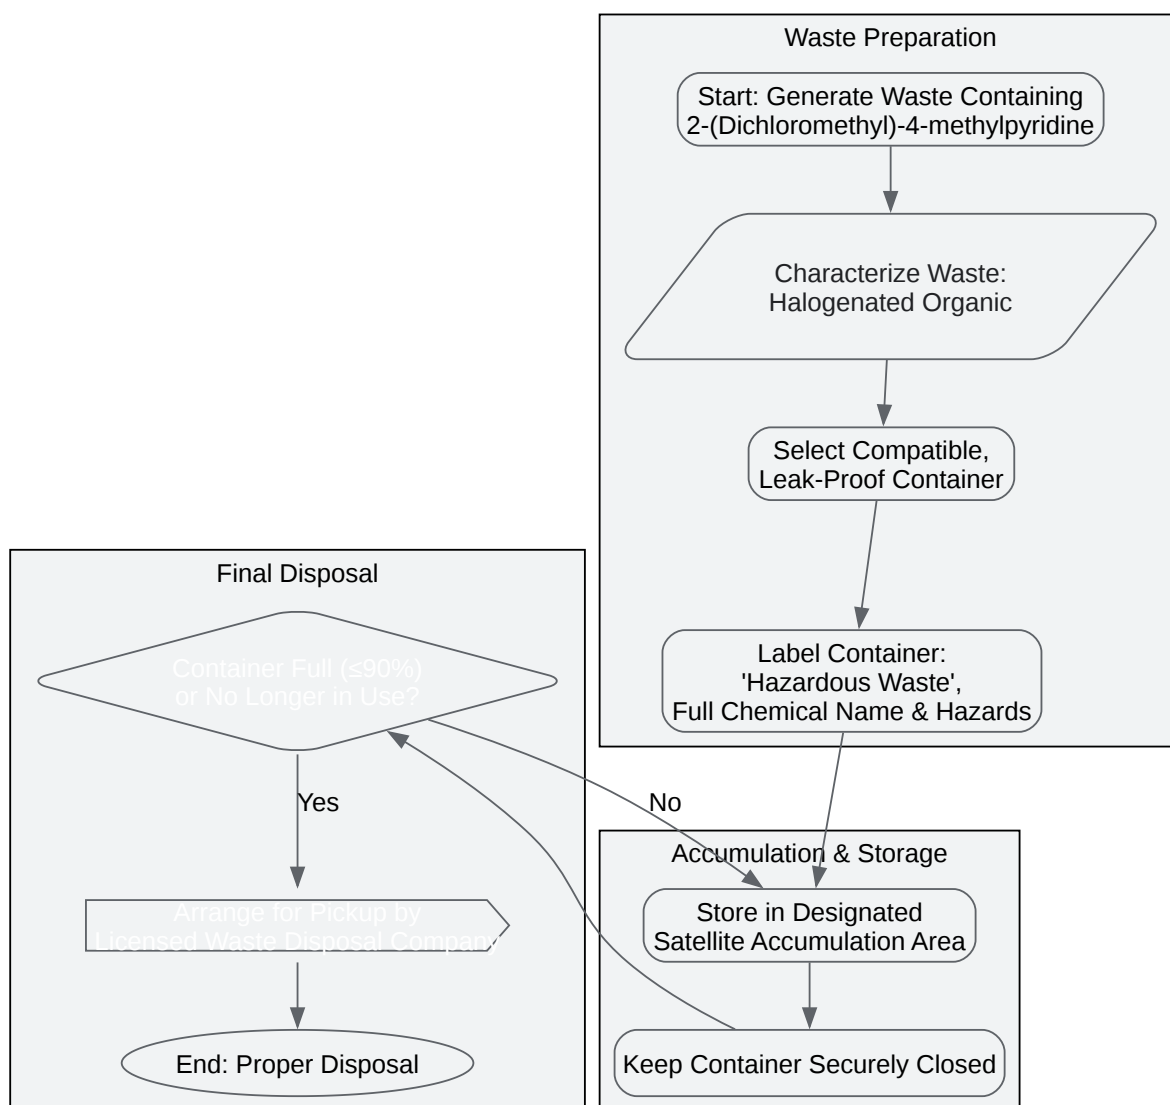 Waste Preparation
Start: Generate Waste Containing
2-(Dichloromethyl)-4-methylpyridine
Characterize Waste:
Halogenated Organic
Select Compatible,
Leak-Proof Container
Label Container:
'Hazardous Waste',
Full Chemical Name & Hazards
Accumulation & Storage
Store in Designated
Satellite Accumulation Area
Keep Container Securely Closed
Final Disposal
Container Full (≤90%)
or No Longer in Use?
No
Yes
Arrange for Pickup by
Licensed Waste Disposal Company
End: Proper Disposal